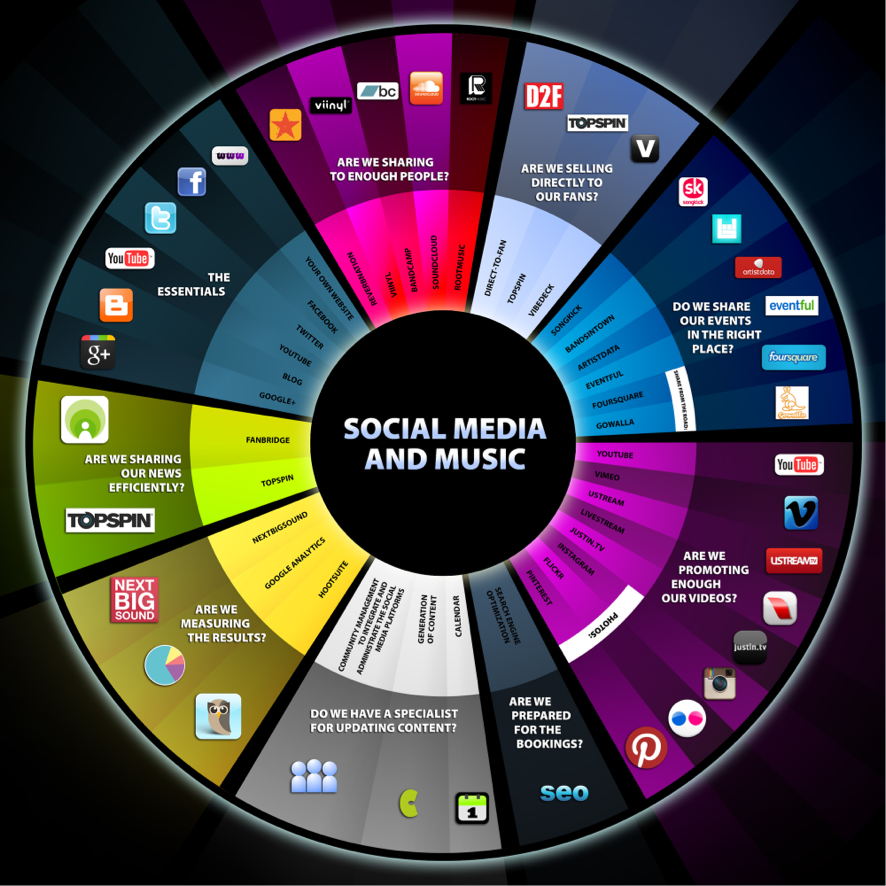 SOCIAL MEDIA
AND MUSIC
THE
ESSENTIALS
YOUR OWN WEBSITE
FACEBOOK
TWITTER
YOUTUBE
BLOG
GOOGLE+
www
f
t
You Tube
B
g+
ARE WE SHARING
TO ENOUGH PEOPLE?
REVERBNATION
VIINYL
BANDCAMP
SOUNDCLOUD
ROOTMUSIC
viinyl
bc
SOUNDCLOUD
R
ROOTMUSIC
ARE WE SELLING
DIRECTLY TO
OUR FANS?
DIRECT-TO-FAN
TOPSPIN
VIBEDECK
D2F
TOPSPIN
V
DO WE SHARE
OUR EVENTS
IN THE RIGHT
PLACE?
SONGKICK
BANDSINTOWN
ARTISTDATA
EVENTFUL
FOURSQUARE
GOWALLA
SHARE FROM THE ROAD:
sk
songkick
artistdata
eventful
foursquare
gowalla
ARE WE
PROMOTING
ENOUGH
OUR VIDEOS?
YOUTUBE
VIMEO
USTREAM
LIVESTREAM
JUSTIN.TV
INSTAGRAM
FLICKR
PINTEREST
PHOTOS:
You Tube
USTREAM
justin.tv
ARE WE
PREPARED
FOR THE
BOOKINGS?
SEARCH ENGINE
OPTIMIZATION
seo
DO WE HAVE A SPECIALIST
FOR UPDATING CONTENT?
COMMUNITY MANAGEMENT
TO INTEGRATE AND
ADMINISTRATE THE SOCIAL
MEDIA PLATFORMS
GENERATION
OF CONTENT
CALENDAR
1
ARE WE
MEASURING
THE RESULTS?
NEXTBIGSOUND
GOOGLE ANALYTICS
HOOTSUITE
NEXT
BIG
SOUND
ARE WE SHARING
OUR NEWS
EFFICIENTLY?
FANBRIDGE
TOPSPIN
TOPSPIN